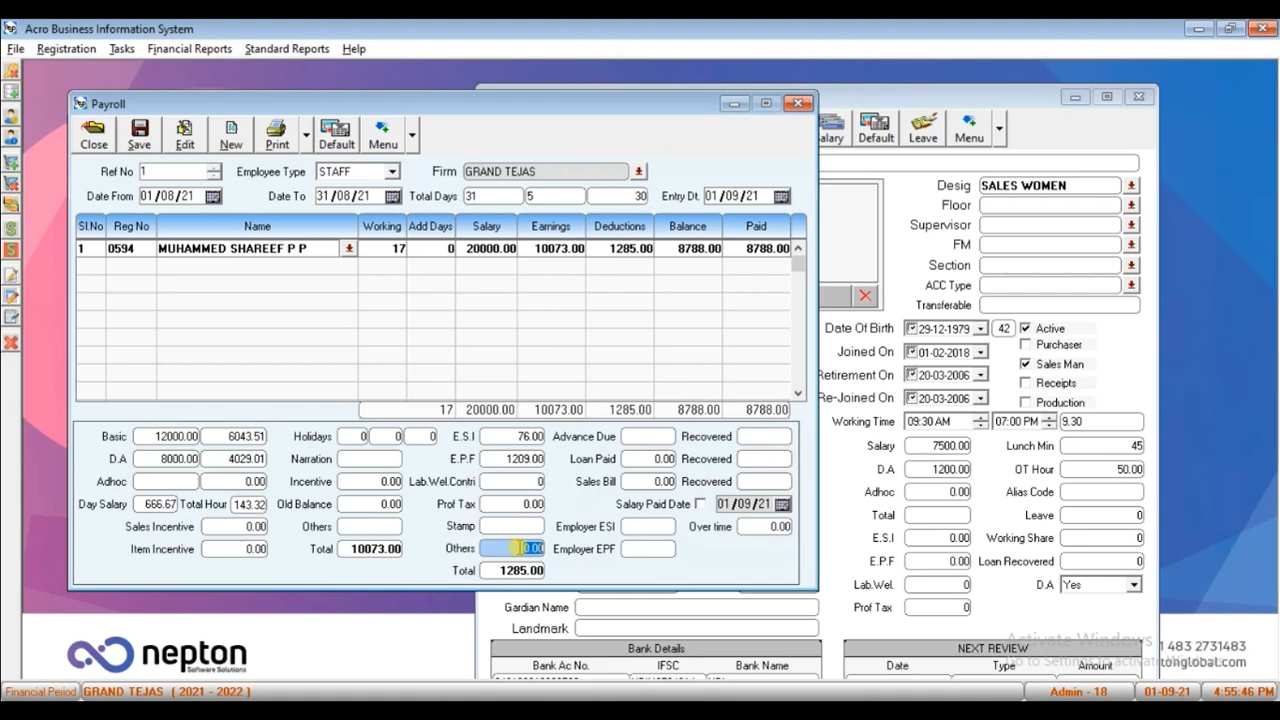 Acro Business Information System
File Registration Tasks Financial Reports Standard Reports Help
Payroll
Close Save Edit New Print Default Menu
Salary Default Leave Menu
Ref No 1 Employee Type STAFF Firm GRAND TEJAS
Date From 01/08/21 Date To 31/08/21 Total Days 31 5 30 Entry Dt. 01/09/21
Sl.No Reg No Name Working Add Days Salary Earnings Deductions Balance Paid
1 0594 MUHAMMED SHAREEF P P 17 0 20000.00 10073.00 1285.00 8788.00 8788.00
17 20000.00 10073.00 1285.00 8788.00 8788.00
Basic 12000.00 6043.51 Holidays 0 0 0 E.S.I 76.00 Advance Due Recovered
D.A 8000.00 4029.01 Narration E.P.F 1209.00 Loan Paid 0.00 Recovered
Adhoc 0.00 Incentive 0.00 Lab.Wel.Contri 0 Sales Bill 0.00 Recovered
Day Salary 666.67 Total Hour 143.32 Old Balance 0.00 Prof Tax 0.00 Salary Paid Date 01/09/21
Sales Incentive 0.00 Others Stamp Employer ESI Over time 0.00
Item Incentive 0.00 Total 10073.00 Others 0.00 Employer EPF
Total 1285.00
Desig SALES WOMEN
Floor
Supervisor
FM
Section
ACC Type
Transferable
Date Of Birth 29-12-1979 42 Active
Purchaser
Joined On 01-02-2018 Sales Man
Retirement On 20-03-2006 Receipts
Re-Joined On 20-03-2006 Production
Working Time 09:30 AM 07:00 PM 9.30
Salary 7500.00 Lunch Min 45
D.A 1200.00 OT Hour 50.00
Adhoc 0.00 Alias Code
Total Leave 0
E.S.I 0.00 Working Share 0
E.P.F 0.00 Loan Recovered 0
Lab.Wel. 0 D.A Yes
Prof Tax 0
Gardian Name
Landmark
Bank Details NEXT REVIEW
Bank Ac No. IFSC Bank Name Date Type Amount
nepton
Software Solutions
Activate Windows
Go to Settings to activate
1 483 2731483
tonglobal.com
Financial Period GRAND TEJAS ( 2021 - 2022 ) Admin - 18 01-09-21 4:55:46 PM